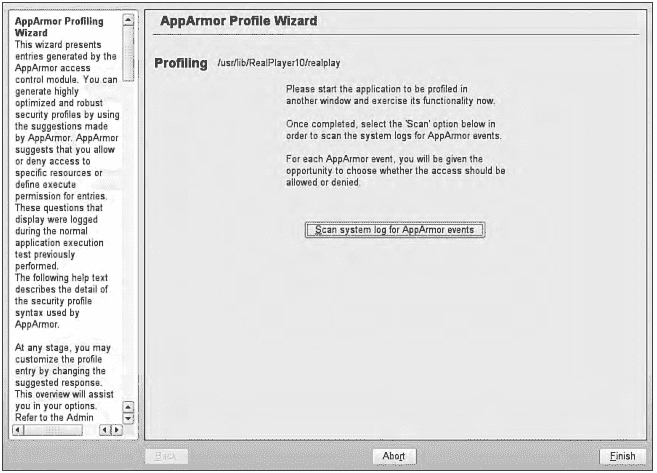 AppArmor Profiling
Wizard
This wizard presents
entries generated by the
AppArmor access
control module. You can
generate highly
optimized and robust
security profiles by using
the suggestions made
by AppArmor. AppArmor
suggests that you allow
or deny access to
specific resources or
define execute
permission for entries.
These questions that
display were logged
during the normal
application execution
test previously
performed.
The following help text
describes the detail of
the security profile
syntax used by
AppArmor.
At any stage, you may
customize the profile
entry by changing the
suggested response.
This overview will assist
you in your options.
Refer to the Admin
AppArmor Profile Wizard
Profiling /usr/lib/RealPlayer10/realplay
Please start the application to be profiled in
another window and exercise its functionality now.
Once completed, select the 'Scan' option below in
order to scan the system logs for AppArmor events.
For each AppArmor event, you will be given the
opportunity to choose whether the access should be
allowed or denied.
Scan system log for AppArmor events
Back
Abort
Finish